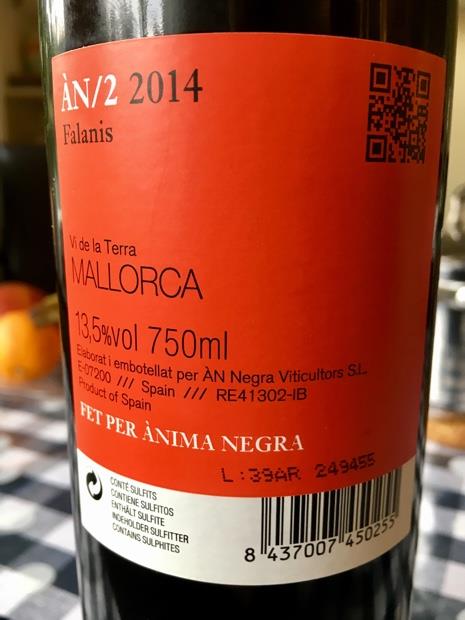 ÀN/2 2014
Falanis
Vi de la Terra
MALLORCA
13,5%vol 750ml
Elaborat i embotellat per ÀN Negra Viticultors S.L.
E-07200 /// Spain /// RE41302-IB
Product of Spain
FET PER ÀNIMA NEGRA
L:39AR 249455
CONTÉ SULFITS
CONTIENE SULFITOS
ENTHÄLT SULFITE
INDEHOLDER SULFITTER
CONTAINS SULPHITES
8 437007 450255